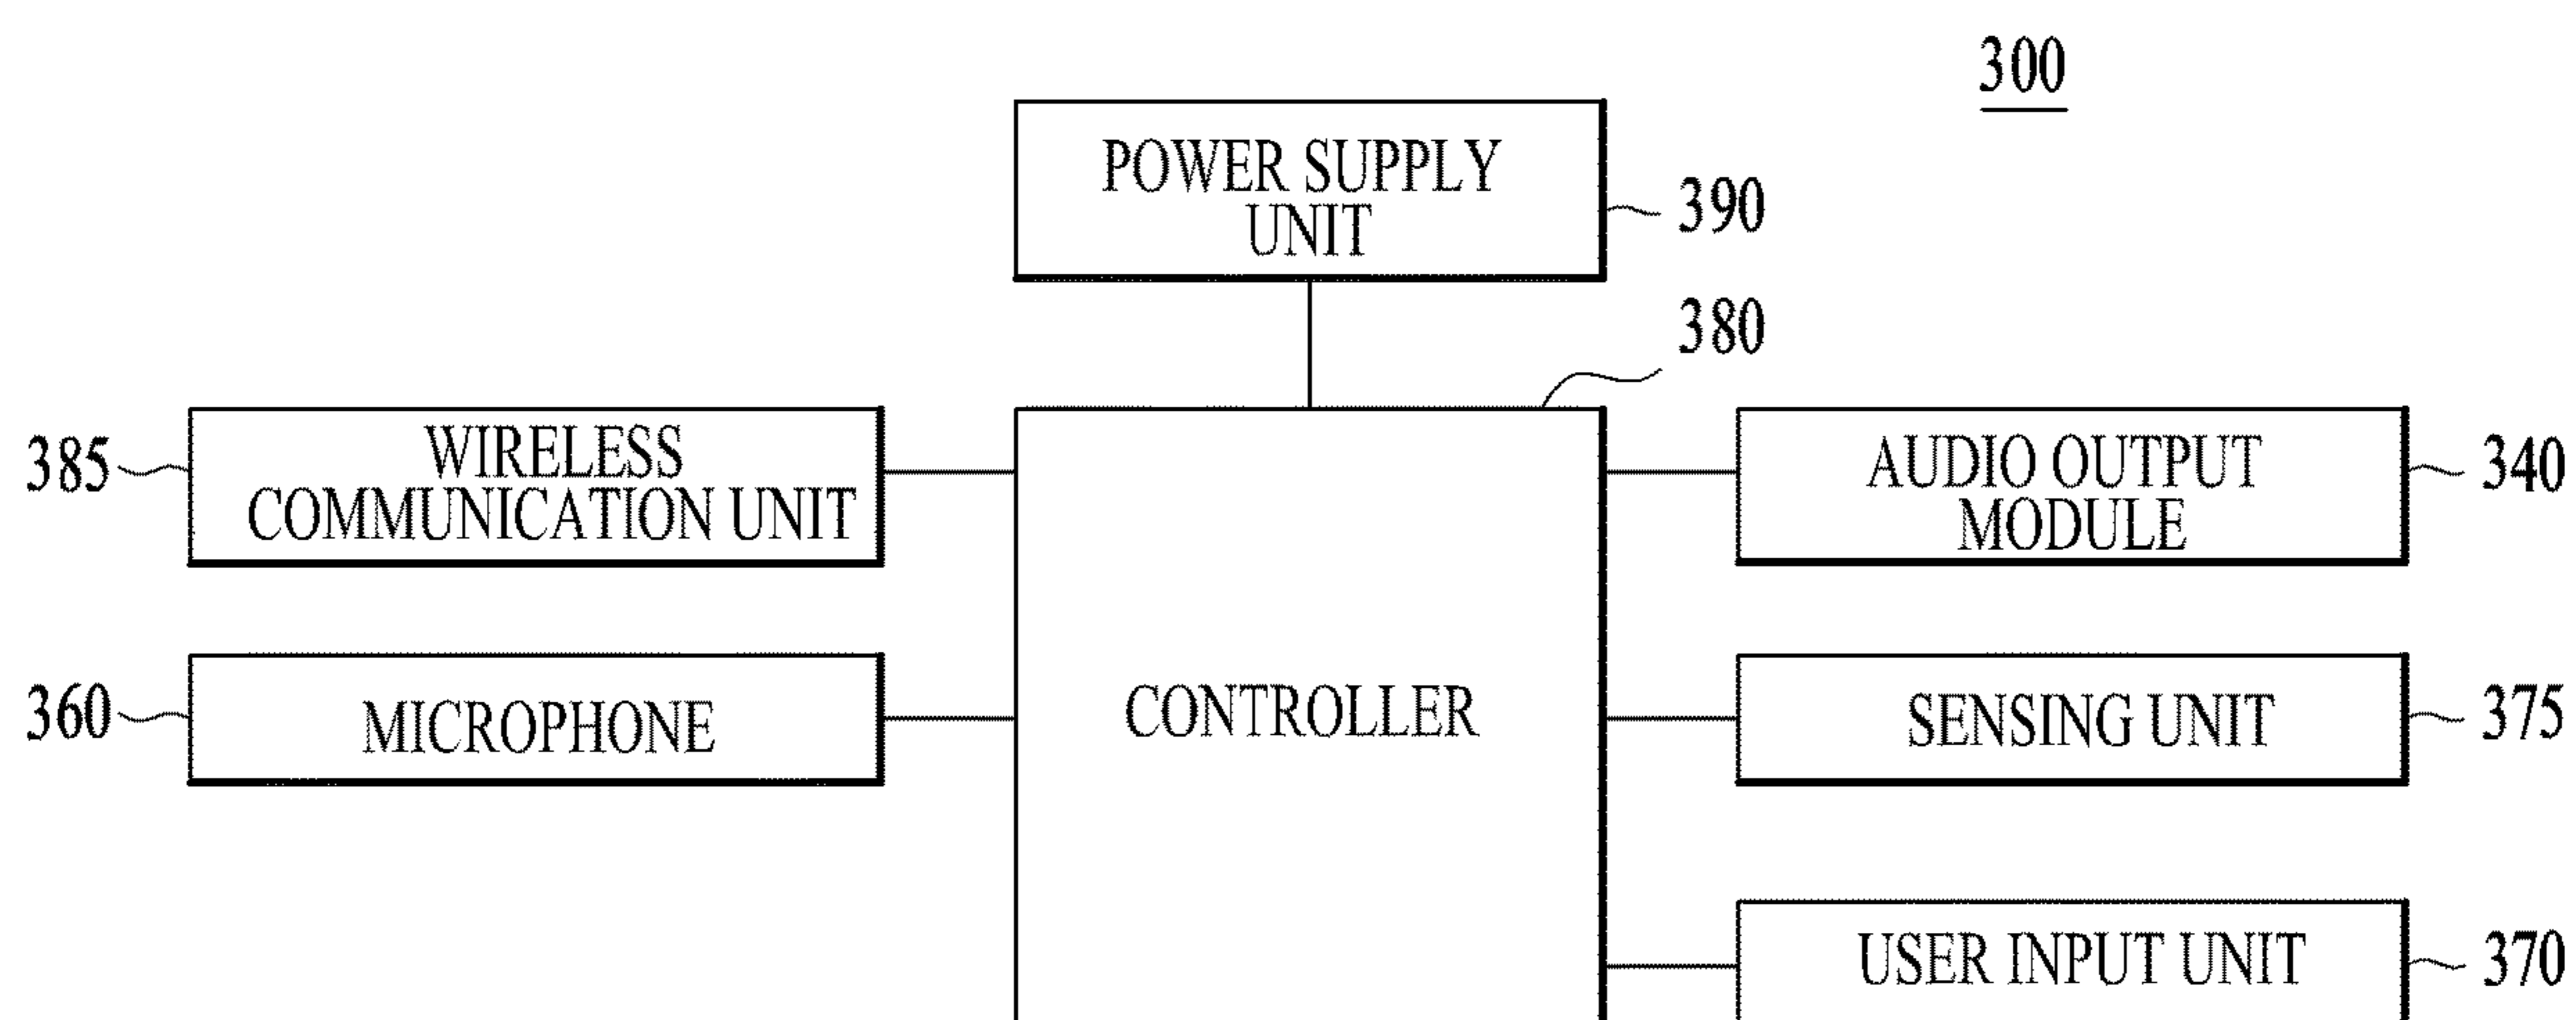 300
POWER SUPPLY
UNIT
390
380
385
WIRELESS
COMMUNICATION UNIT
AUDIO OUTPUT
MODULE
340
360
MICROPHONE
CONTROLLER
SENSING UNIT
375
USER INPUT UNIT
370